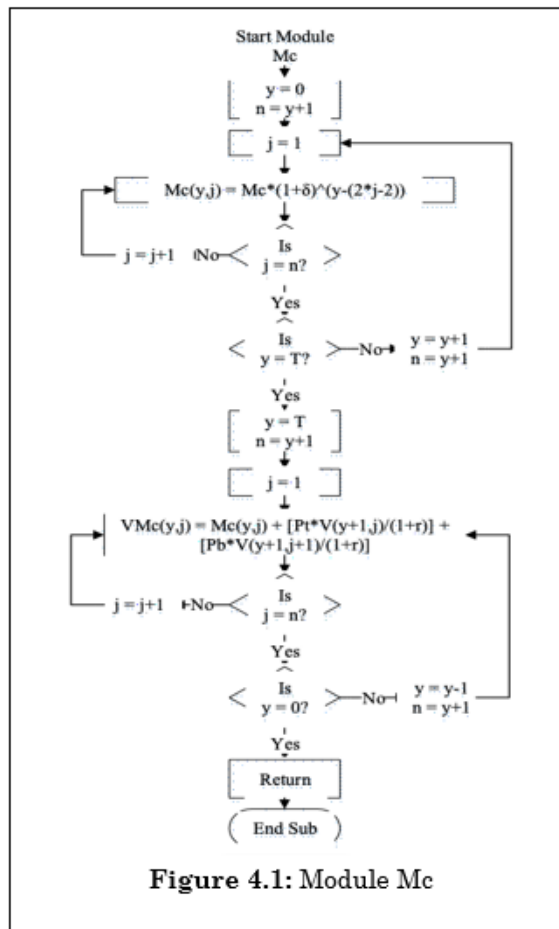 Start Module
Mc
y = 0
n = y+1
j = 1
Mc(y,j) = Mc*(1+δ)^(y-(2*j-2))
Is
j = n?
No
j = j+1
Yes
Is
y = T?
No
y = y+1
n = y+1
Yes
y = T
n = y+1
j = 1
VMc(y,j) = Mc(y,j) + [Pt*V(y+1,j)/(1+r)] +
[Pb*V(y+1,j+1)/(1+r)]
Is
j = n?
No
j = j+1
Yes
Is
y = 0?
No
y = y-1
n = y+1
Yes
Return
End Sub
Figure 4.1: Module Mc